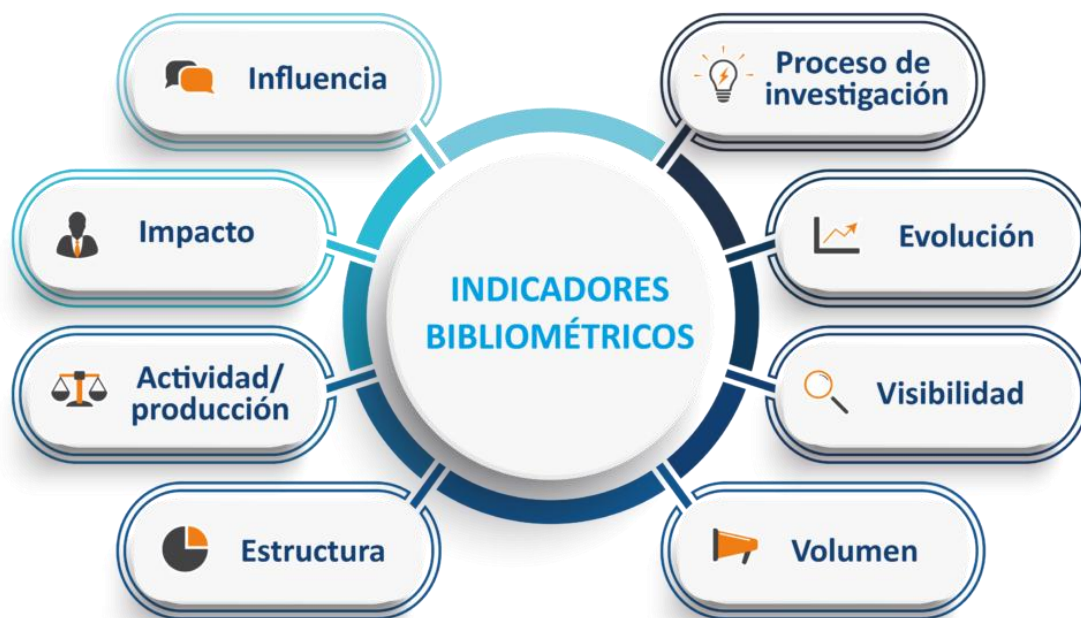 Influencia
Proceso de
investigación
Impacto
Evolución
INDICADORES
BIBLIOMÉTRICOS
Actividad/
producción
Visibilidad
Estructura
Volumen